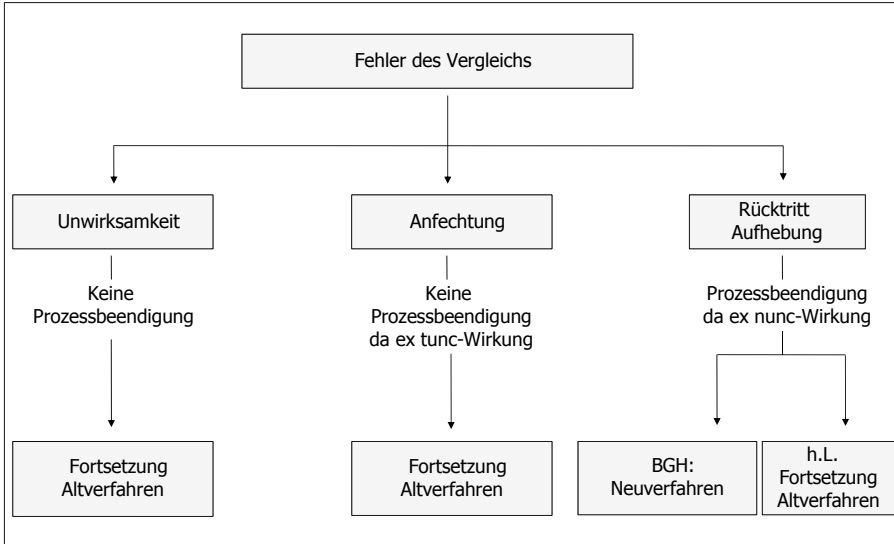 Fehler des Vergleichs
Unwirksamkeit
Anfechtung
Rücktritt
Aufhebung
Keine
Prozessbeendigung
Keine
Prozessbeendigung
da ex tunc-Wirkung
Prozessbeendigung
da ex nunc-Wirkung
Fortsetzung
Altverfahren
Fortsetzung
Altverfahren
BGH:
Neuverfahren
h.L.
Fortsetzung
Altverfahren